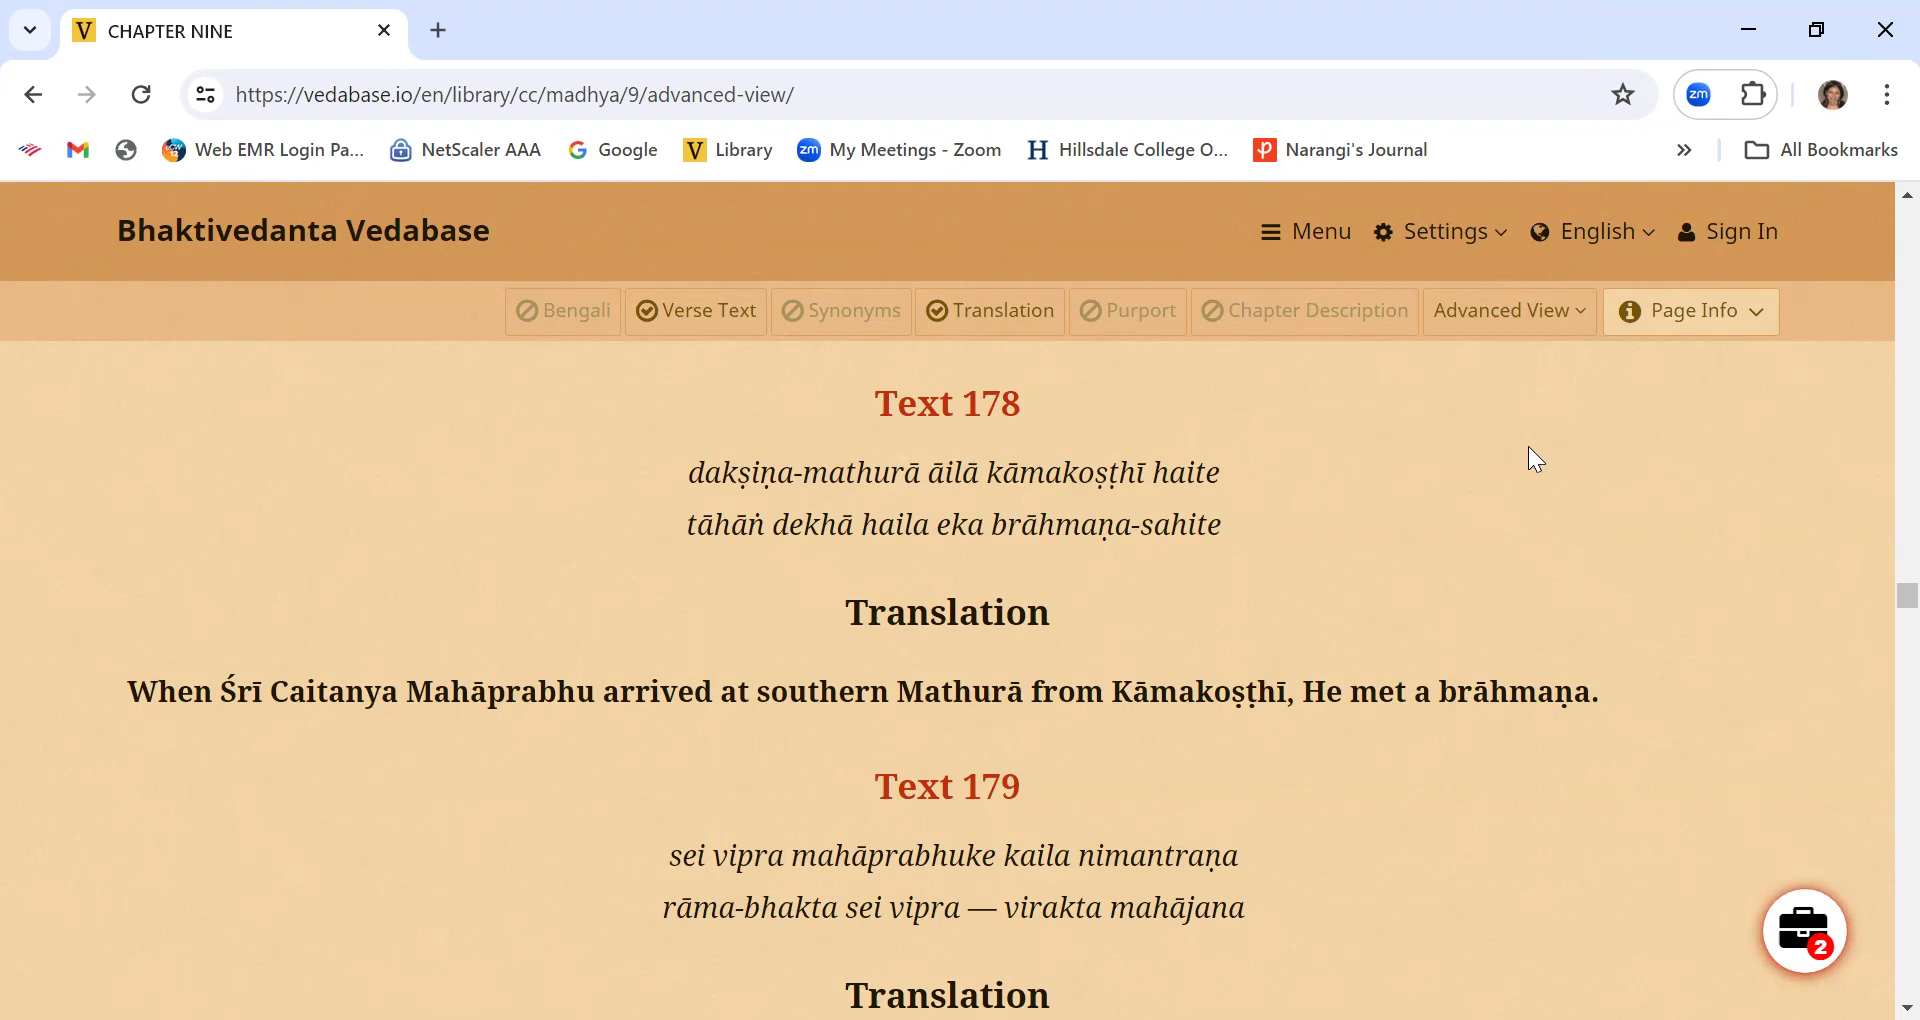 CHAPTER NINE
https://vedabase.io/en/library/cc/madhya/9/advanced-view/
zm
Web EMR Login Pa...
NetScaler AAA
Google
Library
zm My Meetings - Zoom
Hillsdale College O...
Narangi's Journal
All Bookmarks
Bhaktivedanta Vedabase
Menu
Settings
English
Sign In
Bengali
Verse Text
Synonyms
Translation
Purport
Chapter Description
Advanced View
Page Info
Text 178
dakṣiṇa-mathurā āilā kāmakoṣṭhī haite
tāhāṅ dekhā haila eka brāhmaṇa-sahite
Translation
When Śrī Caitanya Mahāprabhu arrived at southern Mathurā from Kāmakoṣṭhī, He met a brāhmaṇa.
Text 179
sei vipra mahāprabhuke kaila nimantraṇa
rāma-bhakta sei vipra — virakta mahājana
2
Translation